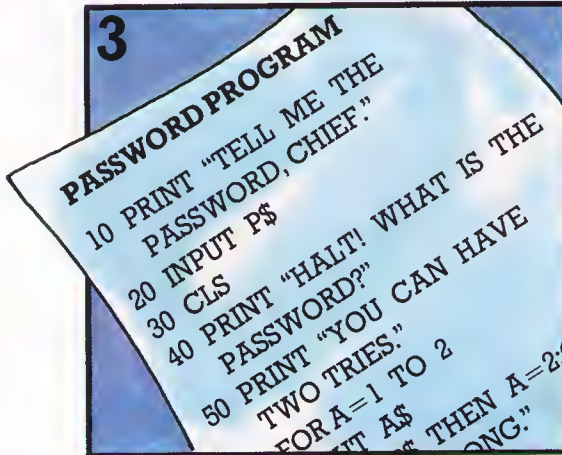 3
PASSWORD PROGRAM
10 PRINT “TELL ME THE
PASSWORD, CHIEF.”
20 INPUT P$
30 CLS
40 PRINT “HALT! WHAT IS THE
PASSWORD?”
50 PRINT “YOU CAN HAVE
TWO TRIES.”
FOR A=1 TO 2
A$
THEN A=2: